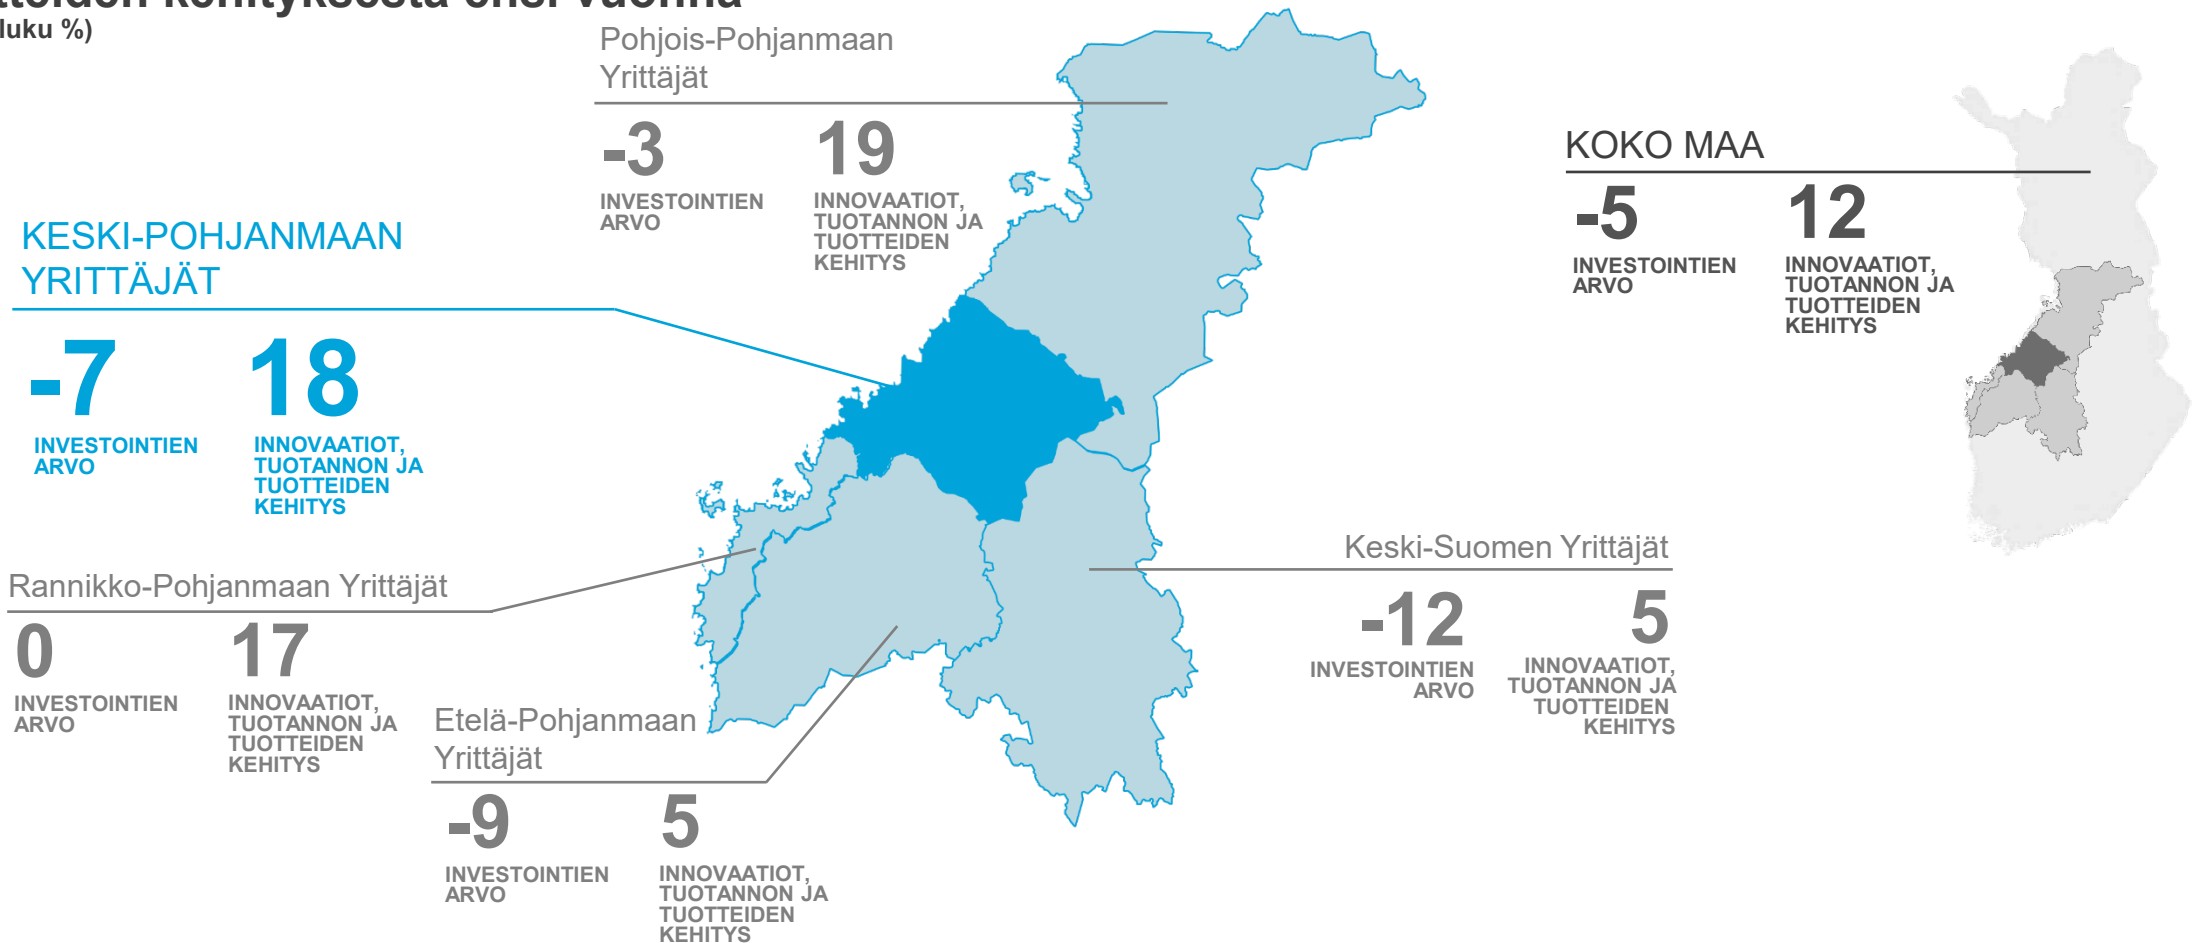 kehityksestä ensi vuonna
luku %)
Pohjois-Pohjanmaan
Yrittäjät
-3
19
INVESTOINTIEN
ARVO
INNOVAATIOT,
TUOTANNON JA
TUOTTEIDEN
KEHITYS
KOKO MAA
-5
12
INVESTOINTIEN
ARVO
INNOVAATIOT,
TUOTANNON JA
TUOTTEIDEN
KEHITYS
KESKI-POHJANMAAN
YRITTÄJÄT
-7
18
INVESTOINTIEN
ARVO
INNOVAATIOT,
TUOTANNON JA
TUOTTEIDEN
KEHITYS
Rannikko-Pohjanmaan Yrittäjät
0
17
INVESTOINTIEN
ARVO
INNOVAATIOT,
TUOTANNON JA
TUOTTEIDEN
KEHITYS
Keski-Suomen Yrittäjät
-12
5
INVESTOINTIEN
ARVO
INNOVAATIOT,
TUOTANNON JA
TUOTTEIDEN
KEHITYS
Etelä-Pohjanmaan
Yrittäjät
-9
5
INVESTOINTIEN
ARVO
INNOVAATIOT,
TUOTANNON JA
TUOTTEIDEN
KEHITYS